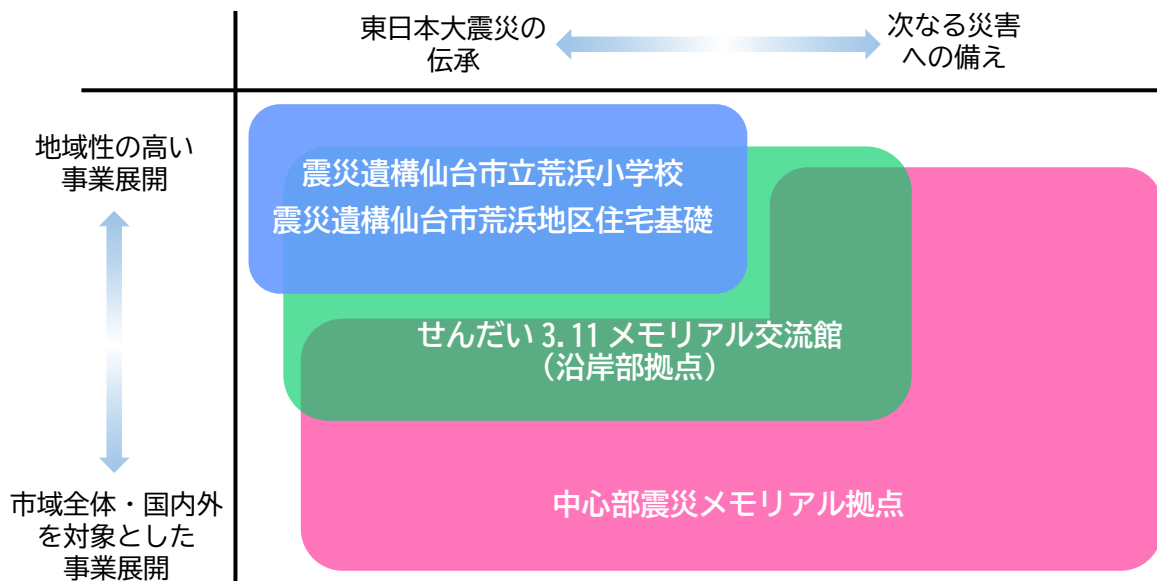 東日本大震災の
伝承
次なる災害
への備え
地域性の高い
事業展開
震災遺構仙台市立荒浜小学校
震災遺構仙台市荒浜地区住宅基礎
せんだい 3.11 メモリアル交流館
（沿岸部拠点）
市域全体・国内外
を対象とした
事業展開
中心部震災メモリアル拠点